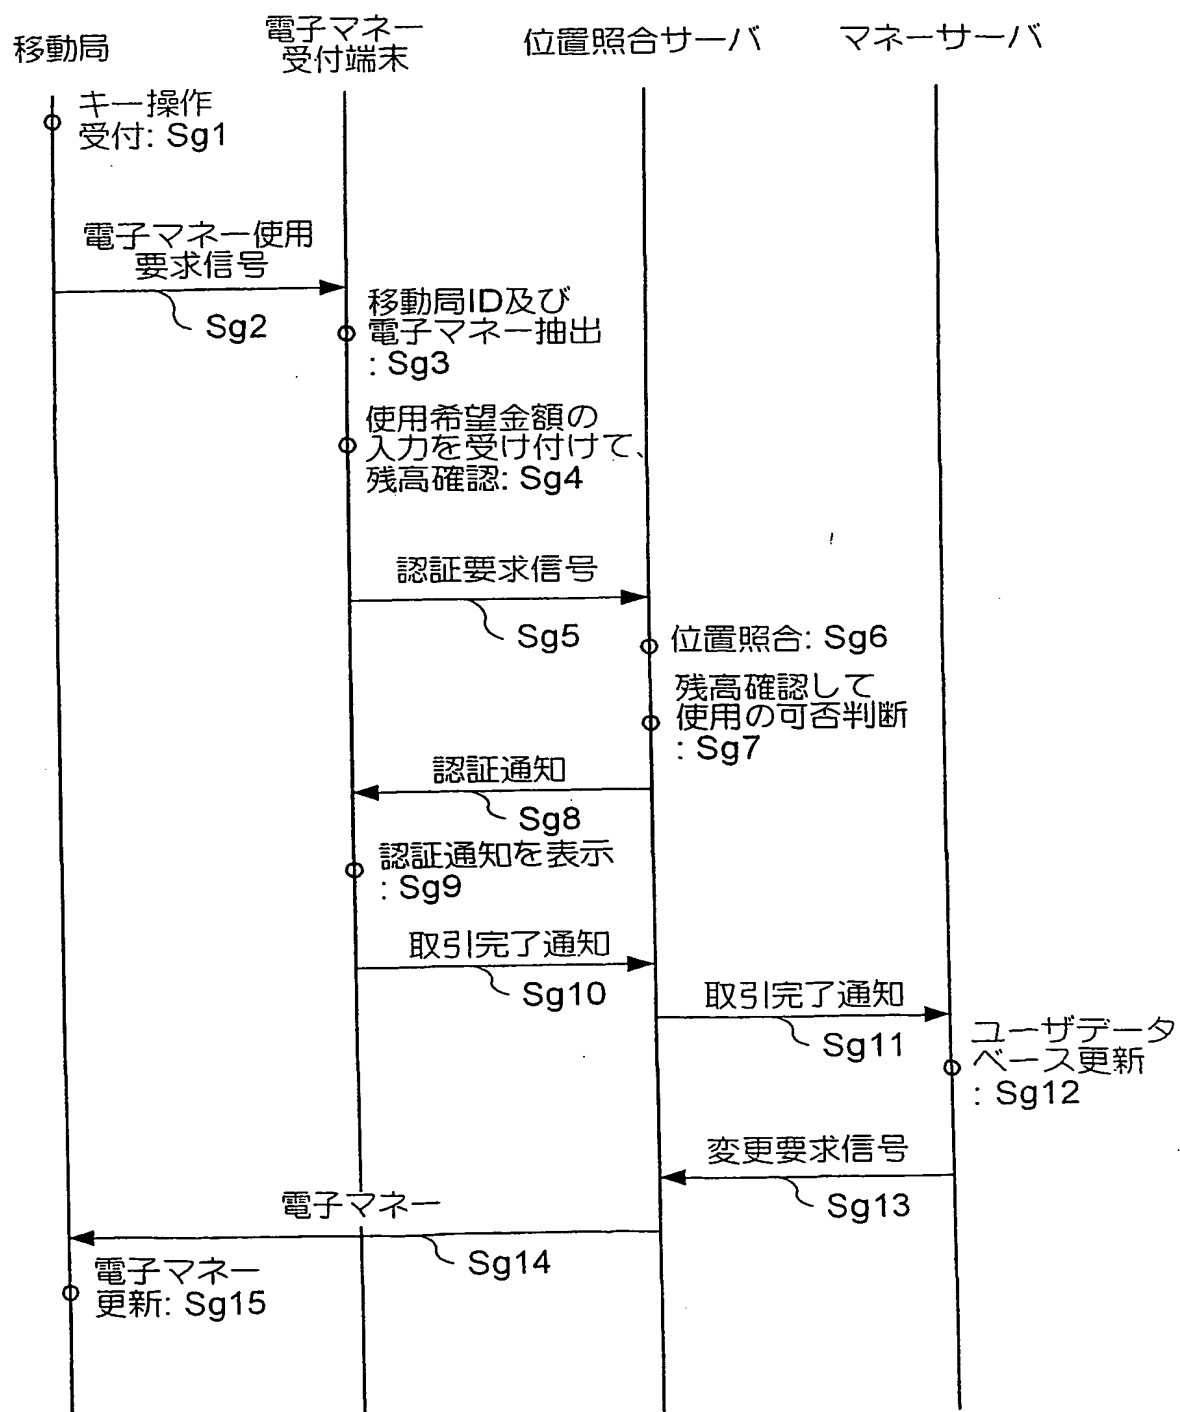 移動局
電子マネー
受付端末
位置照合サーバ
マネーサーバ
キー操作
受付: Sg1
電子マネー使用
要求信号
Sg2
移動局ID及び
電子マネー抽出
: Sg3
使用希望金額の
入力を受け付けて、
残高確認: Sg4
認証要求信号
Sg5
位置照合: Sg6
残高確認して
使用の可否判断
: Sg7
認証通知
Sg8
認証通知を表示
: Sg9
取引完了通知
Sg10
取引完了通知
Sg11
ユーザデータ
ベース更新
: Sg12
変更要求信号
Sg13
電子マネー
Sg14
電子マネー
更新: Sg15